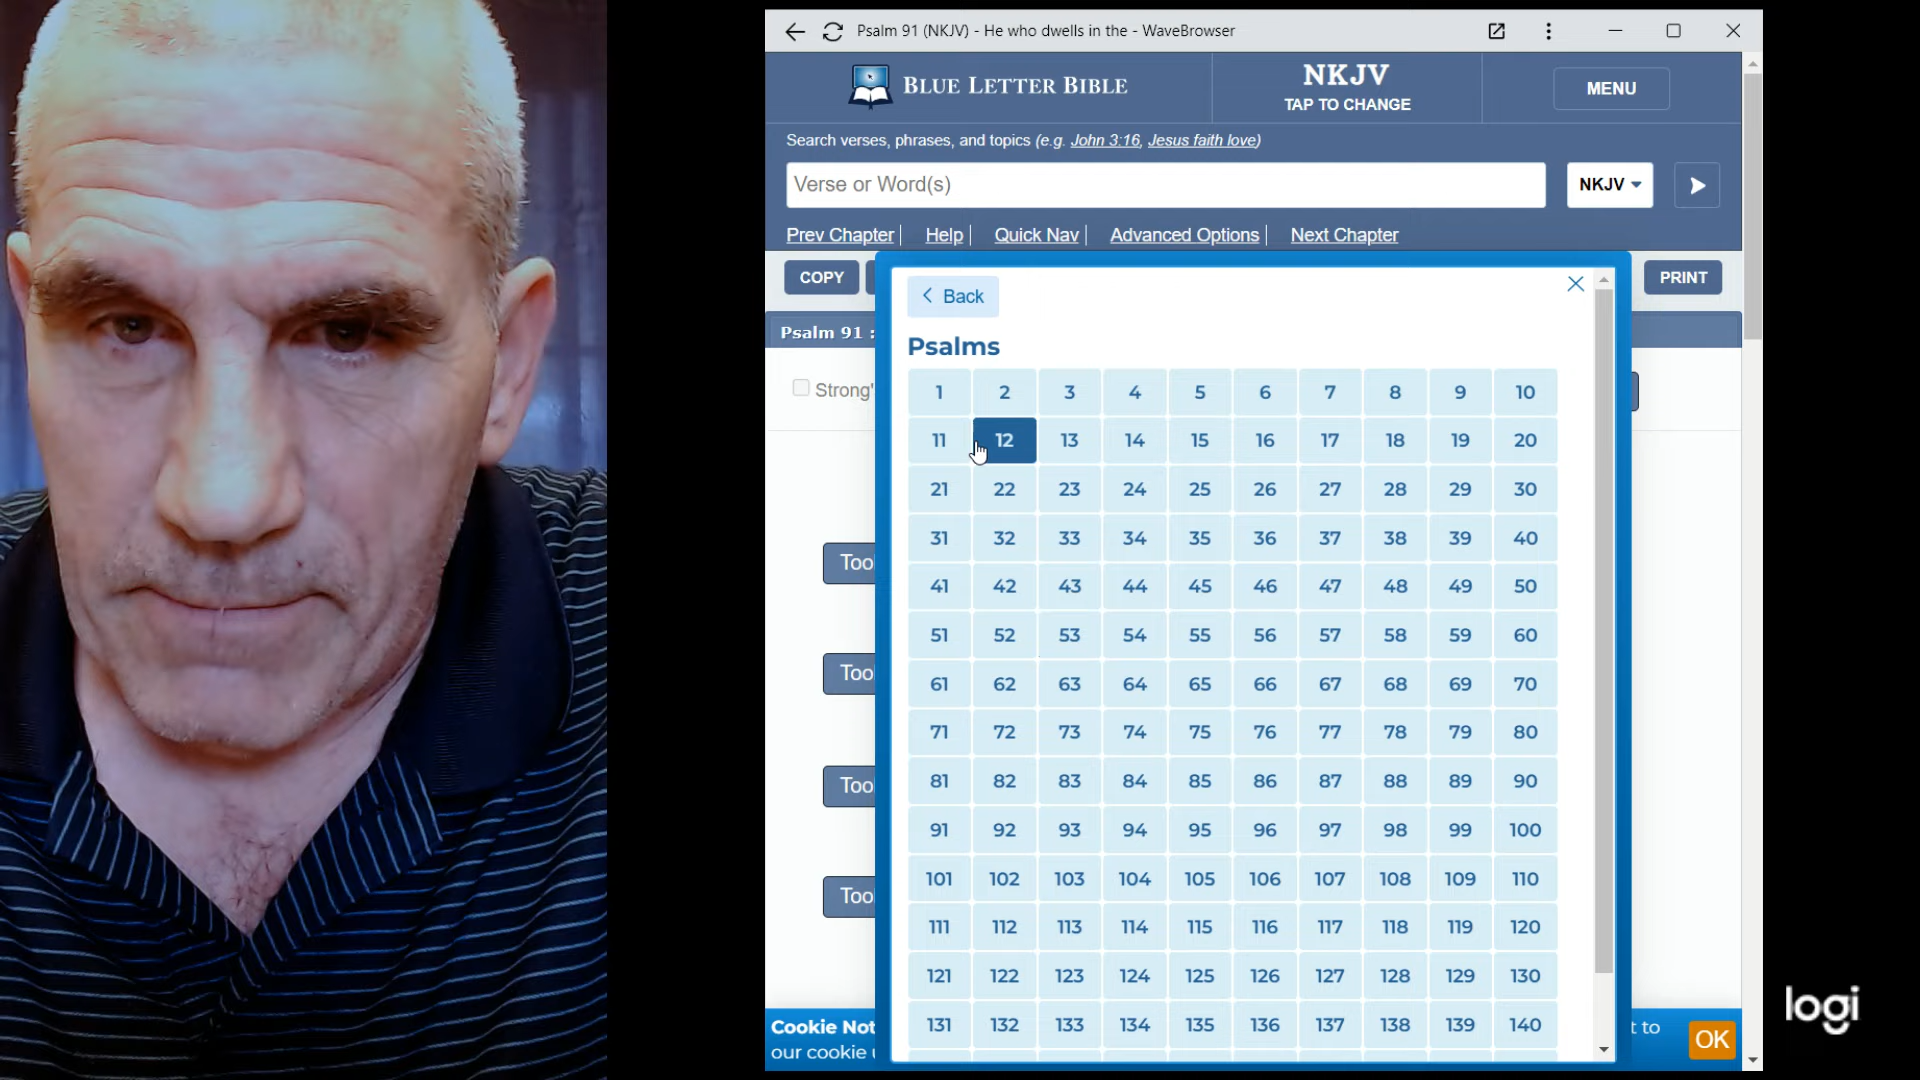 Psalm 91 (NKJV) - He who dwells in the - WaveBrowser
BLUE LETTER BIBLE
NKJV
TAP TO CHANGE
MENU
Search verses, phrases, and topics (e.g. John 3:16, Jesus faith love)
Verse or Word(s)
NKJV
Prev Chapter | Help | Quick Nav | Advanced Options | Next Chapter
COPY
PRINT
Back
Psalm 91 :
Psalms
Strong'
1 2 3 4 5 6 7 8 9 10
11 12 13 14 15 16 17 18 19 20
21 22 23 24 25 26 27 28 29 30
31 32 33 34 35 36 37 38 39 40
Too
41 42 43 44 45 46 47 48 49 50
51 52 53 54 55 56 57 58 59 60
Too
61 62 63 64 65 66 67 68 69 70
71 72 73 74 75 76 77 78 79 80
Too
81 82 83 84 85 86 87 88 89 90
91 92 93 94 95 96 97 98 99 100
Too
101 102 103 104 105 106 107 108 109 110
111 112 113 114 115 116 117 118 119 120
121 122 123 124 125 126 127 128 129 130
131 132 133 134 135 136 137 138 139 140
Cookie Not
our cookie
t to
OK
logi